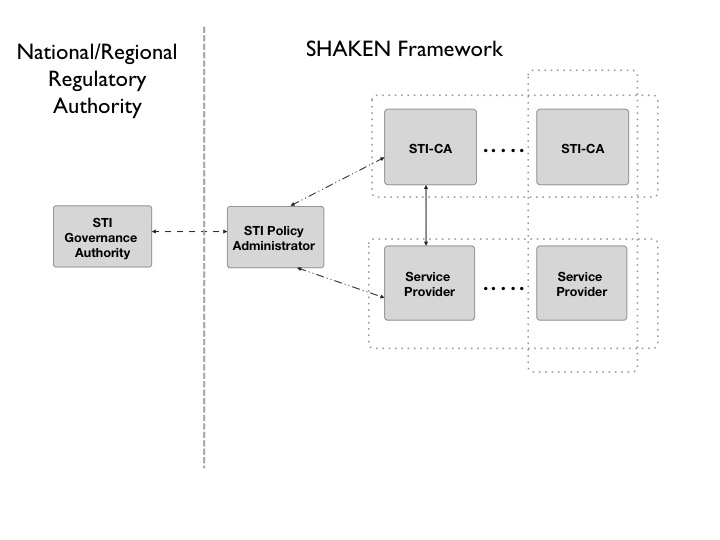 National/Regional
Regulatory
Authority
SHAKEN Framework
STI-CA
STI-CA
STI
Governance
Authority
STI Policy
Administrator
Service
Provider
Service
Provider